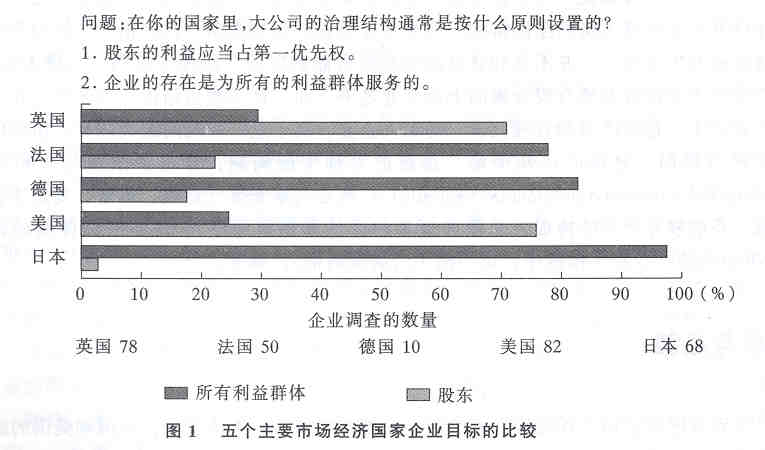 问题:在你的国家里,大公司的治理结构通常是按什么原则设置的?
1. 股东的利益应当占第一优先权。
2. 企业的存在是为所有的利益群体服务的。
英国
法国
德国
美国
日本
0 10 20 30 40 50 60 70 80 90 100 (%)
企业调查的数量
英国 78 法国 50 德国 10 美国 82 日本 68
所有利益群体 股东
图 1 五个主要市场经济国家企业目标的比较